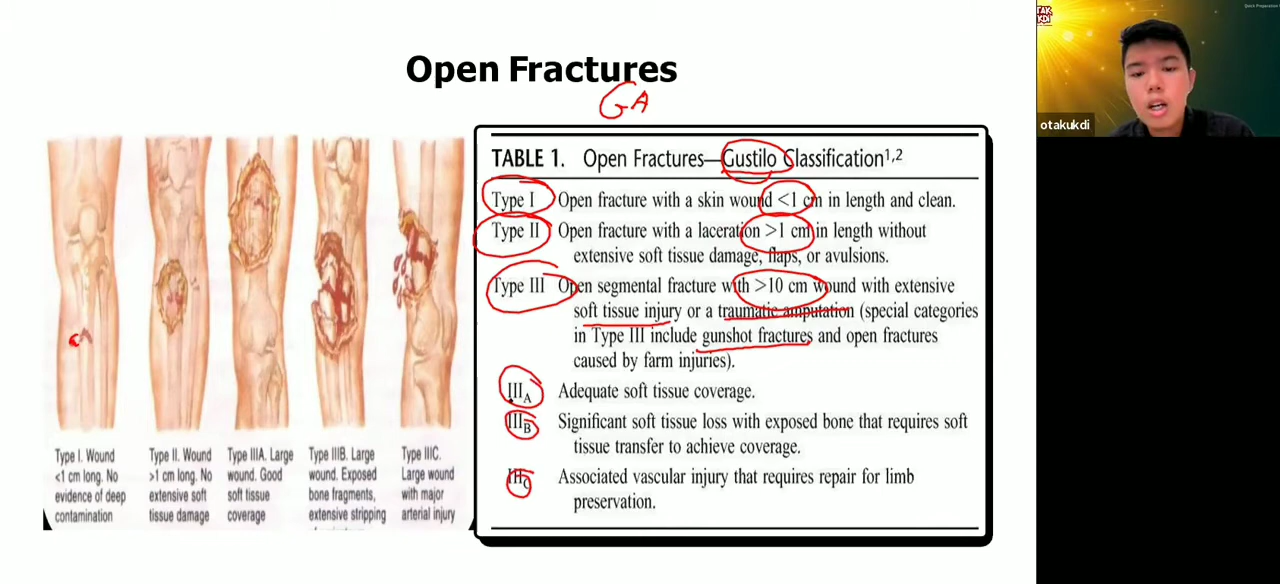 Open Fractures
GA
TABLE 1. Open Fractures—Gustilo Classification1,2
Type I Open fracture with a skin wound <1 cm in length and clean.
Type II Open fracture with a laceration >1 cm in length without
extensive soft tissue damage, flaps, or avulsions.
Type III Open segmental fracture with >10 cm wound with extensive
soft tissue injury or a traumatic amputation (special categories
in Type III include gunshot fractures and open fractures
caused by farm injuries).
IIIA Adequate soft tissue coverage.
IIIB Significant soft tissue loss with exposed bone that requires soft
tissue transfer to achieve coverage.
IIIC Associated vascular injury that requires repair for limb
preservation.
Type I. Wound
<1 cm long. No
evidence of deep
contamination
Type II. Wound
>1 cm long. No
extensive soft
tissue damage
Type IIIA. Large
wound. Good
soft tissue
coverage
Type IIIB. Large
wound. Exposed
bone fragments,
extensive stripping
Type IIIC.
Large wound
with major
arterial injury
Quick Preparation
otakukdi